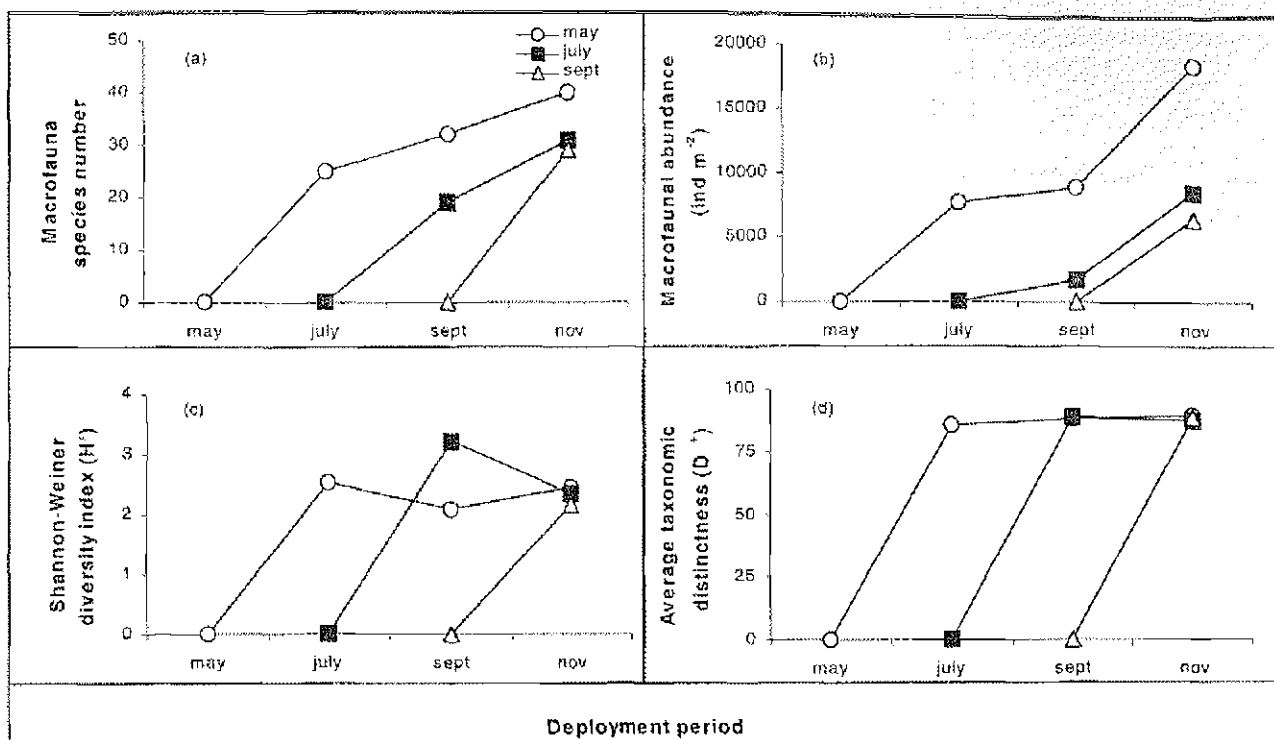 (a)
may
july
sept
50
40
30
20
10
0
Macrofauna
species number
may july sept nov
(b)
20000
15000
10000
5000
0
Macrofaunal abundance
(ind m⁻²)
may july sept nov
(c)
4
3
2
1
0
Shannon-Weiner
diversity index (H')
may july sept nov
(d)
100
75
50
25
0
Average taxonomic
distinctness (D⁺)
may july sept nov
Deployment period